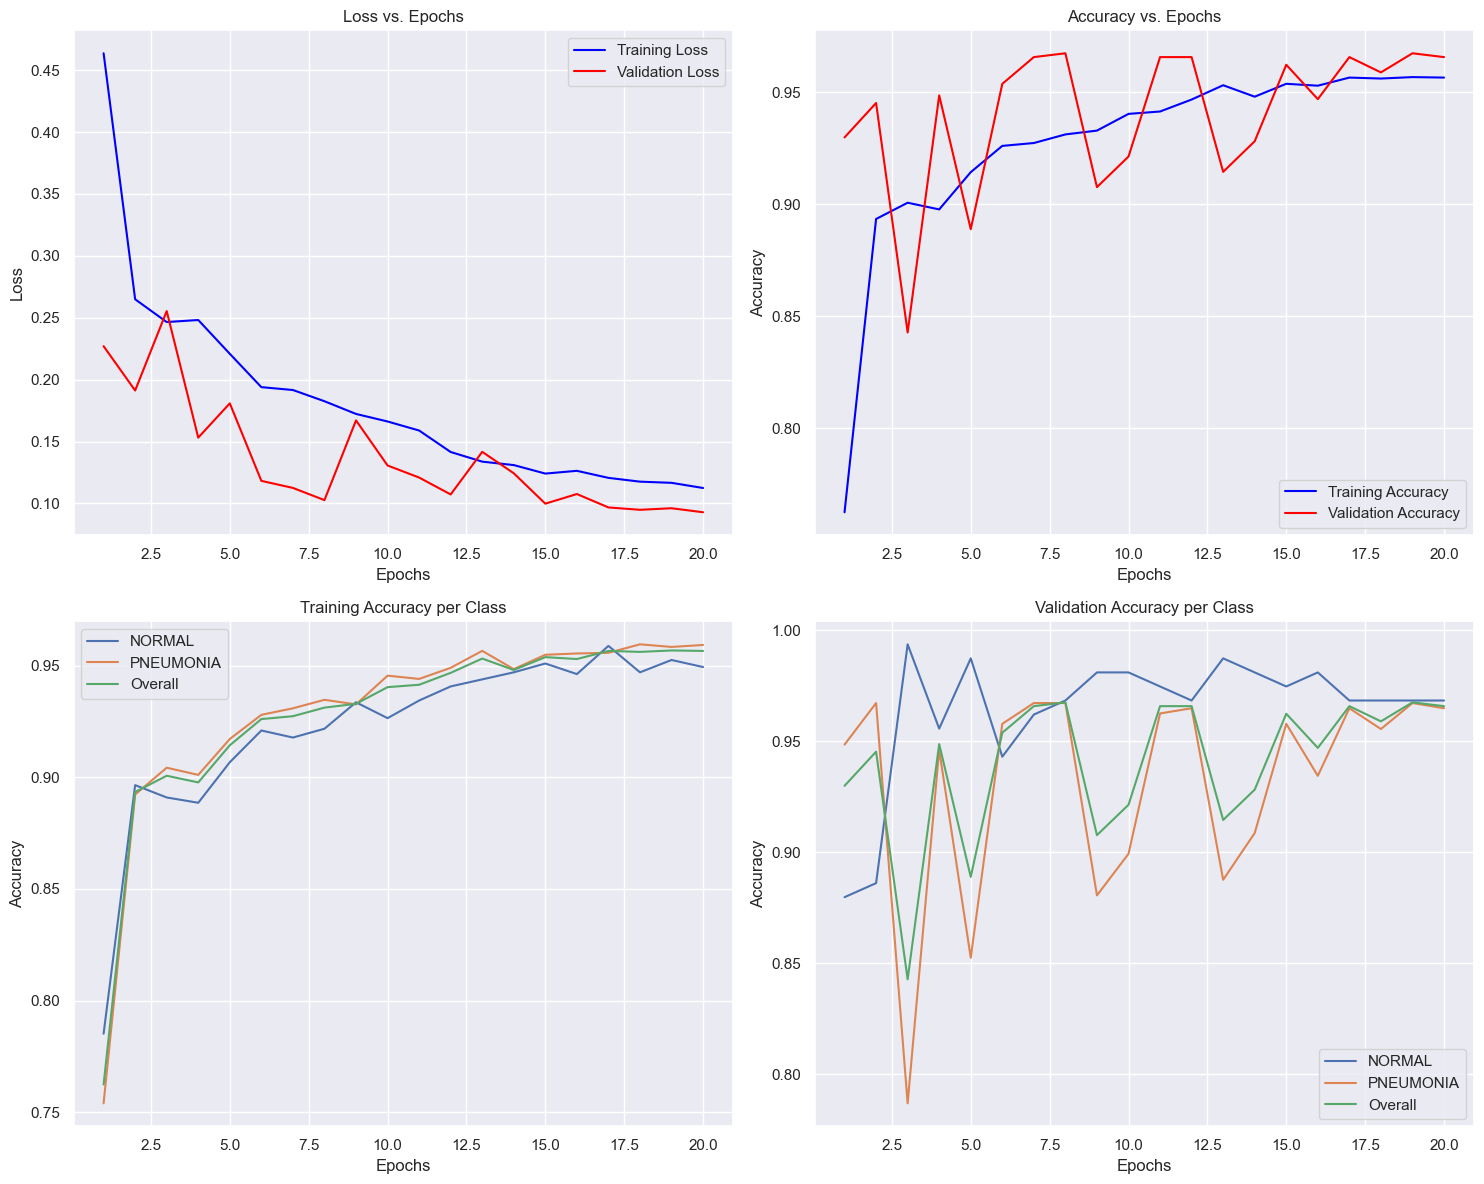 Loss vs. Epochs
Training Loss
Validation Loss
0.45
0.40
0.35
0.30
0.25
0.20
0.15
0.10
Loss
2.5 5.0 7.5 10.0 12.5 15.0 17.5 20.0
Epochs
Accuracy vs. Epochs
0.95
0.90
0.85
0.80
Accuracy
Training Accuracy
Validation Accuracy
2.5 5.0 7.5 10.0 12.5 15.0 17.5 20.0
Epochs
Training Accuracy per Class
NORMAL
PNEUMONIA
Overall
0.95
0.90
0.85
0.80
0.75
Accuracy
2.5 5.0 7.5 10.0 12.5 15.0 17.5 20.0
Epochs
Validation Accuracy per Class
1.00
0.95
0.90
0.85
0.80
Accuracy
NORMAL
PNEUMONIA
Overall
2.5 5.0 7.5 10.0 12.5 15.0 17.5 20.0
Epochs